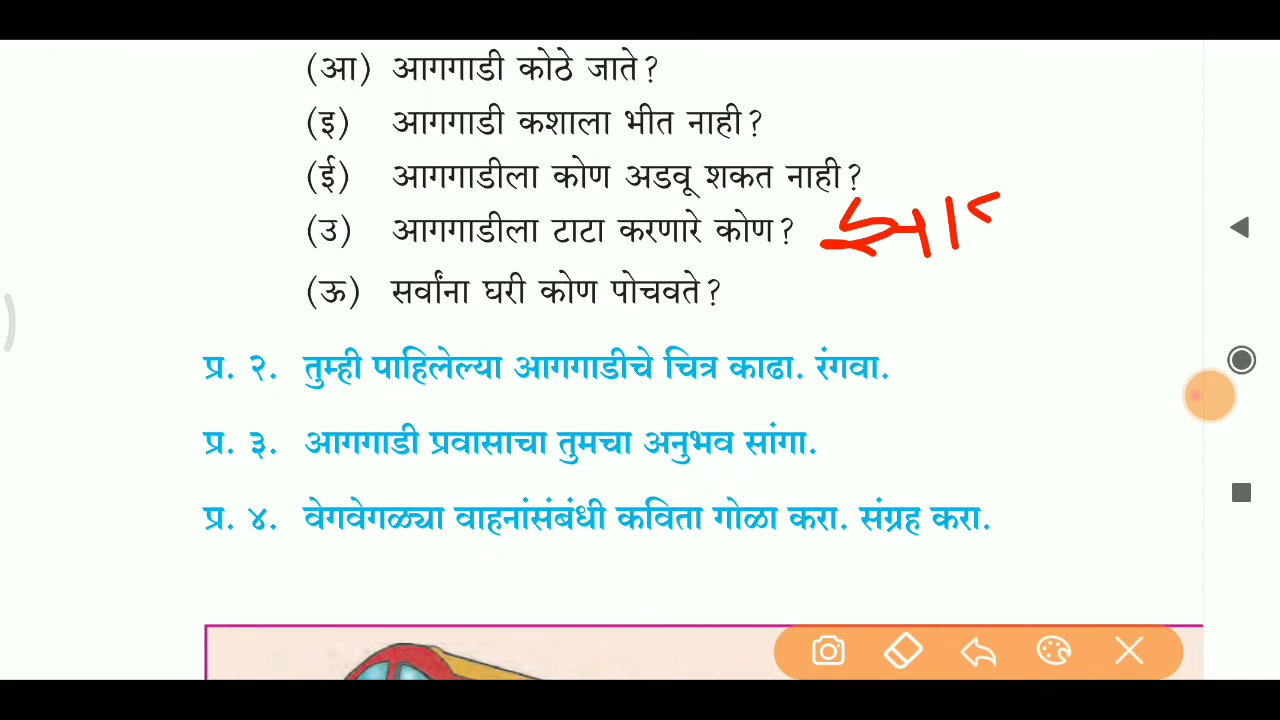 (आ) आगगाडी कोठे जाते?
(इ) आगगाडी कशाला भीत नाही?
(ई) आगगाडीला कोण अडवू शकत नाही?
(उ) आगगाडीला टाटा करणारे कोण?
(ऊ) सर्वांना घरी कोण पोचवते?
प्र. २. तुम्ही पाहिलेल्या आगगाडीचे चित्र काढा. रंगवा.
प्र. ३. आगगाडी प्रवासाचा तुमचा अनुभव सांगा.
प्र. ४. वेगवेगळ्या वाहनांसंबंधी कविता गोळा करा. संग्रह करा.